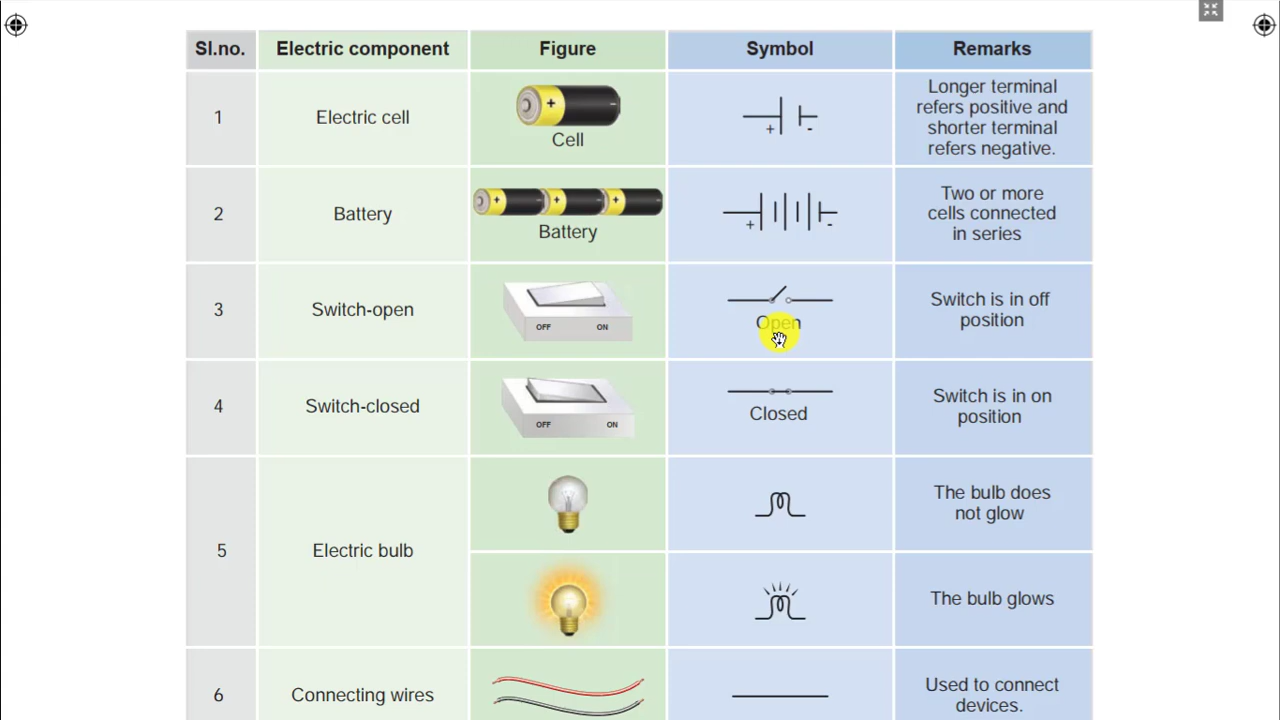 Sl.no. Electric component Figure Symbol Remarks
1 Electric cell + - Cell + - Longer terminal
refers positive and
shorter terminal
refers negative.
2 Battery + + + Battery + - Two or more
cells connected
in series
3 Switch-open OFF ON Open Switch is in off
position
4 Switch-closed OFF ON Closed Switch is in on
position
5 Electric bulb The bulb does
not glow
The bulb glows
6 Connecting wires Used to connect
devices.